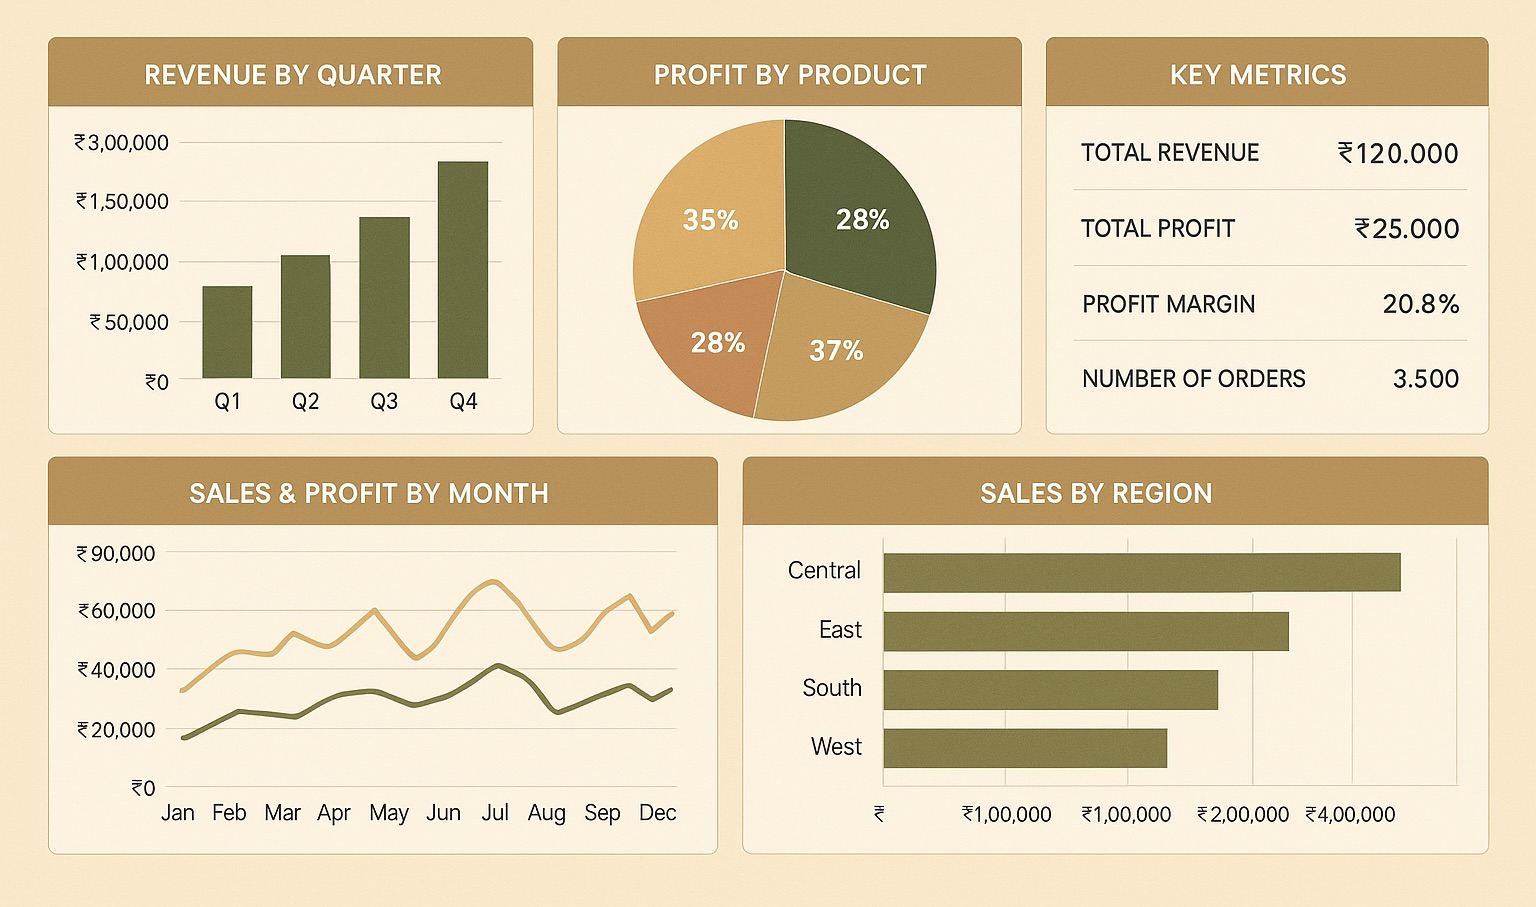 REVENUE BY QUARTER
₹3,00,000
₹1,50,000
₹1,00,000
₹50,000
₹0
Q1 Q2 Q3 Q4
PROFIT BY PRODUCT
35%
28%
28%
37%
KEY METRICS
TOTAL REVENUE ₹120.000
TOTAL PROFIT ₹25.000
PROFIT MARGIN 20.8%
NUMBER OF ORDERS 3.500
SALES & PROFIT BY MONTH
₹90,000
₹60,000
₹40,000
₹20,000
₹0
Jan Feb Mar Apr May Jun Jul Aug Sep Dec
SALES BY REGION
Central
East
South
West
₹ ₹1,00,000 ₹1,00,000 ₹2,00,000 ₹4,00,000